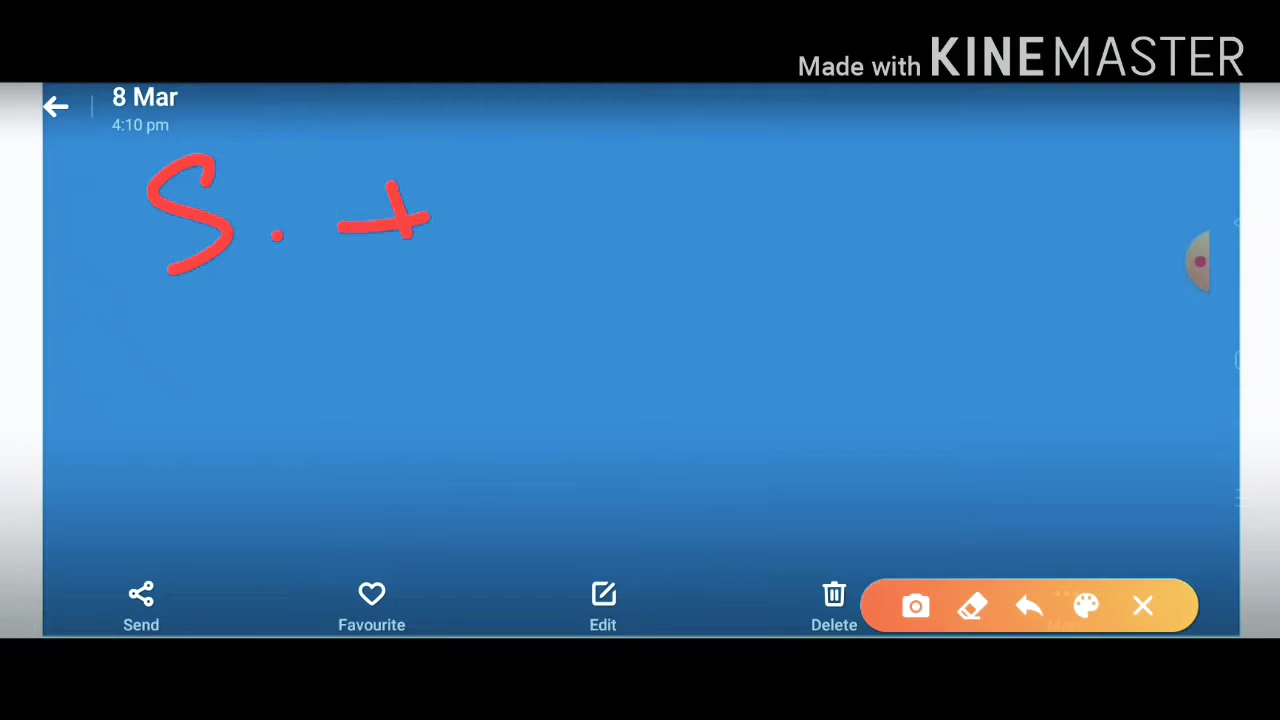 Made with KINEMASTER
8 Mar
4:10 pm
S. +
Send
Favourite
Edit
Delete